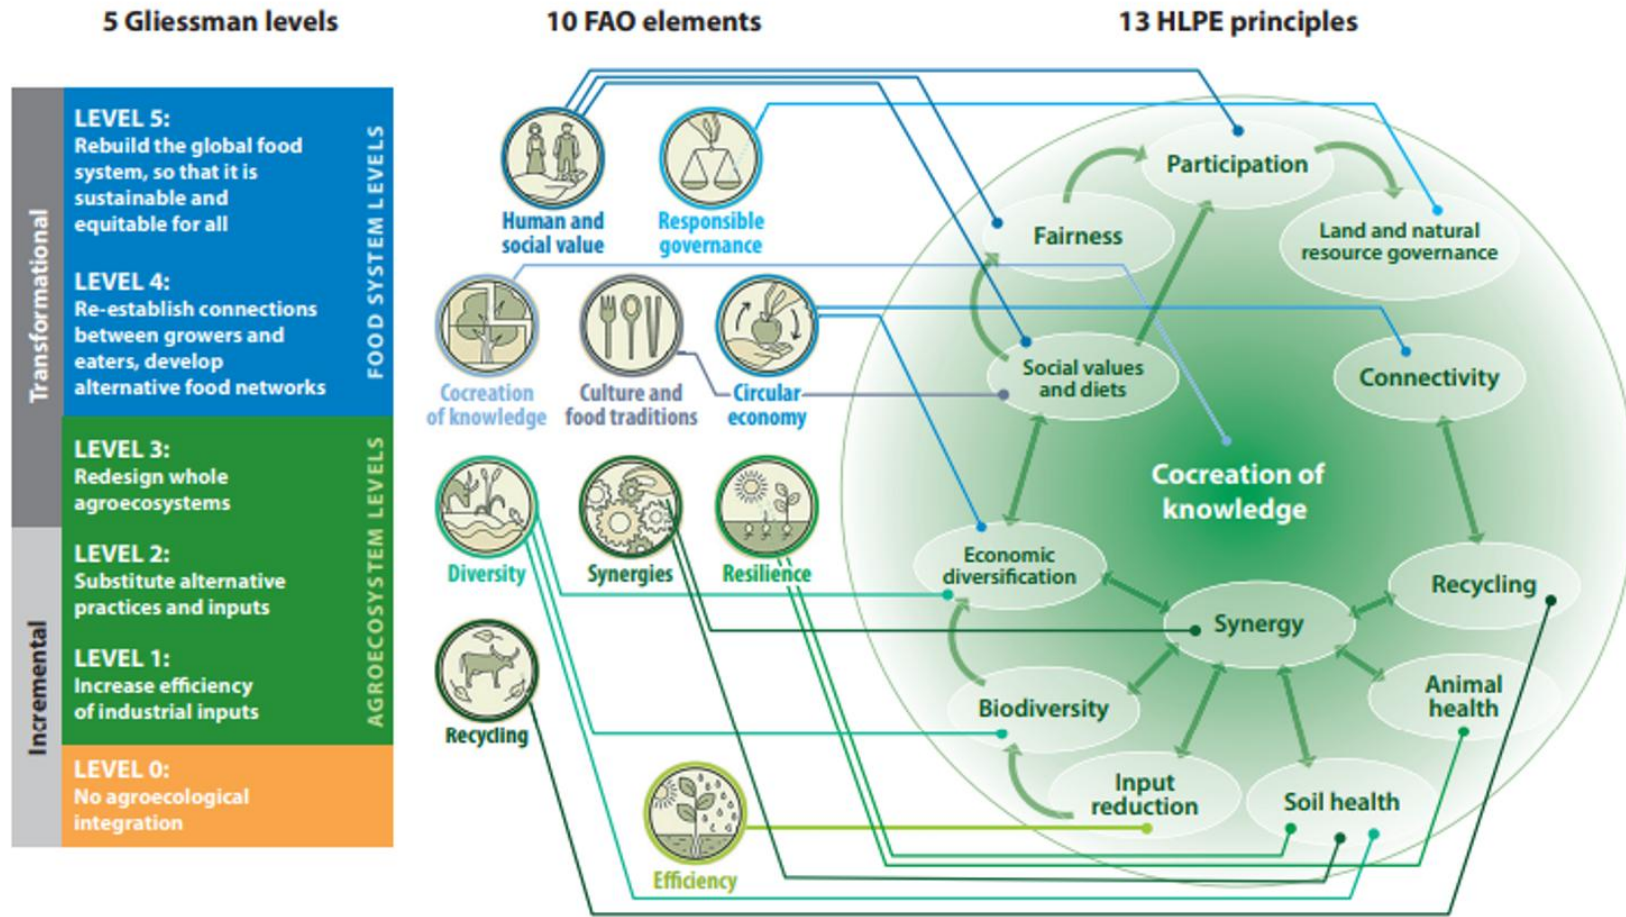 5 Gliessman levels
10 FAO elements
13 HLPE principles
Transformational
Incremental
LEVEL 5:
Rebuild the global food
system, so that it is
sustainable and
equitable for all
LEVEL 4:
Re-establish connections
between growers and
eaters, develop
alternative food networks
FOOD SYSTEM LEVELS
LEVEL 3:
Redesign whole
agroecosystems
LEVEL 2:
Substitute alternative
practices and inputs
LEVEL 1:
Increase efficiency
of industrial inputs
AGROECOSYSTEM LEVELS
LEVEL 0:
No agroecological
integration
Human and
social value
Responsible
governance
Cocreation
of knowledge
Culture and
food traditions
Circular
economy
Diversity
Synergies
Resilience
Recycling
Efficiency
Participation
Fairness
Land and natural
resource governance
Social values
and diets
Connectivity
Cocreation of
knowledge
Economic
diversification
Recycling
Synergy
Biodiversity
Animal
health
Input
reduction
Soil health